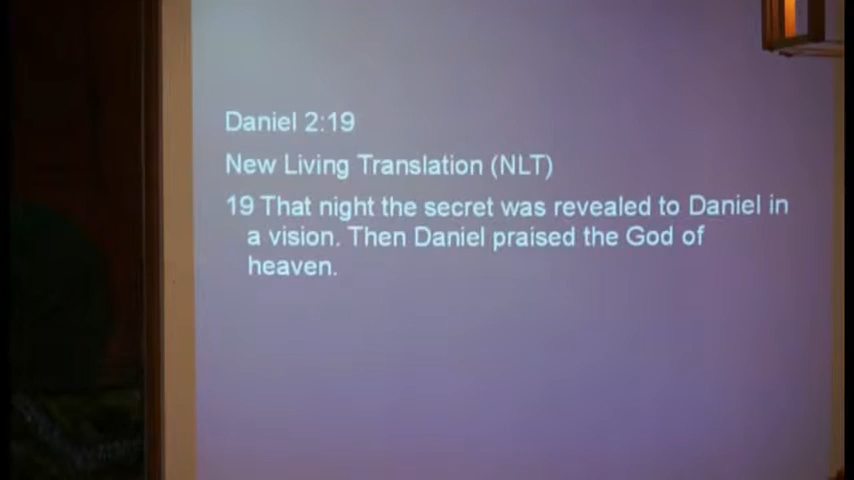 Daniel 2:19
New Living Translation (NLT)
19 That night the secret was revealed to Daniel in
a vision. Then Daniel praised the God of
heaven.